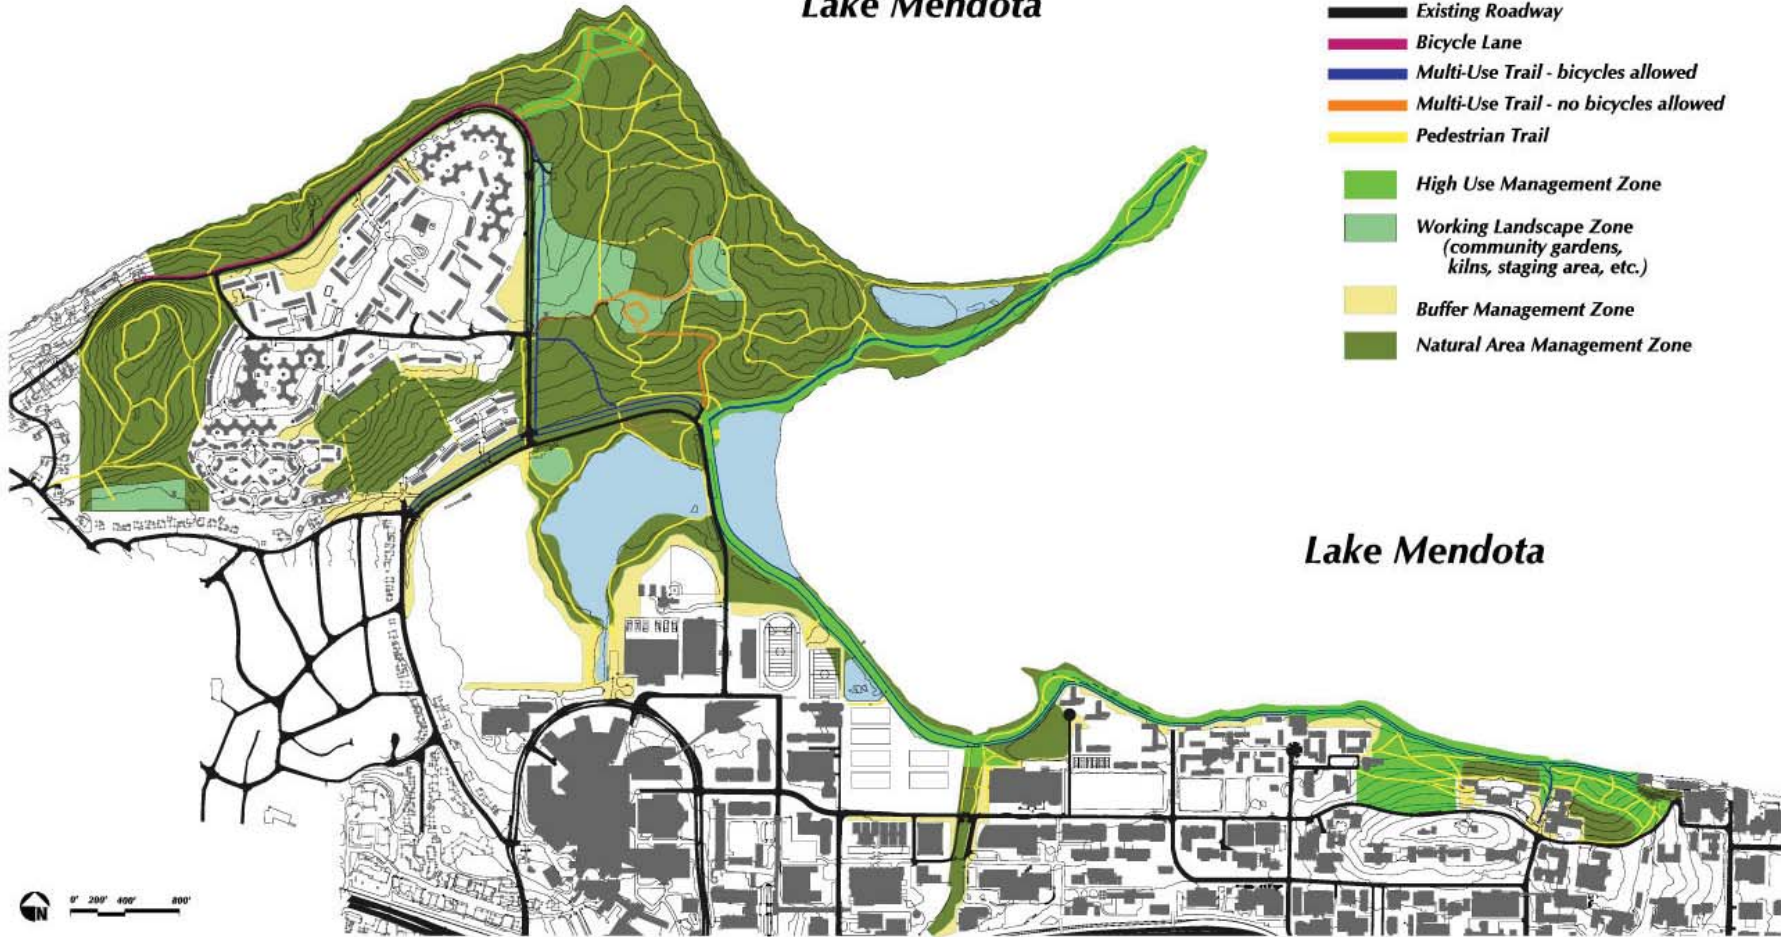 Lake Mendota
Existing Roadway
Bicycle Lane
Multi-Use Trail - bicycles allowed
Multi-Use Trail - no bicycles allowed
Pedestrian Trail
High Use Management Zone
Working Landscape Zone
(community gardens,
kilns, staging area, etc.)
Buffer Management Zone
Natural Area Management Zone
Lake Mendota
N
0' 200' 400' 800'